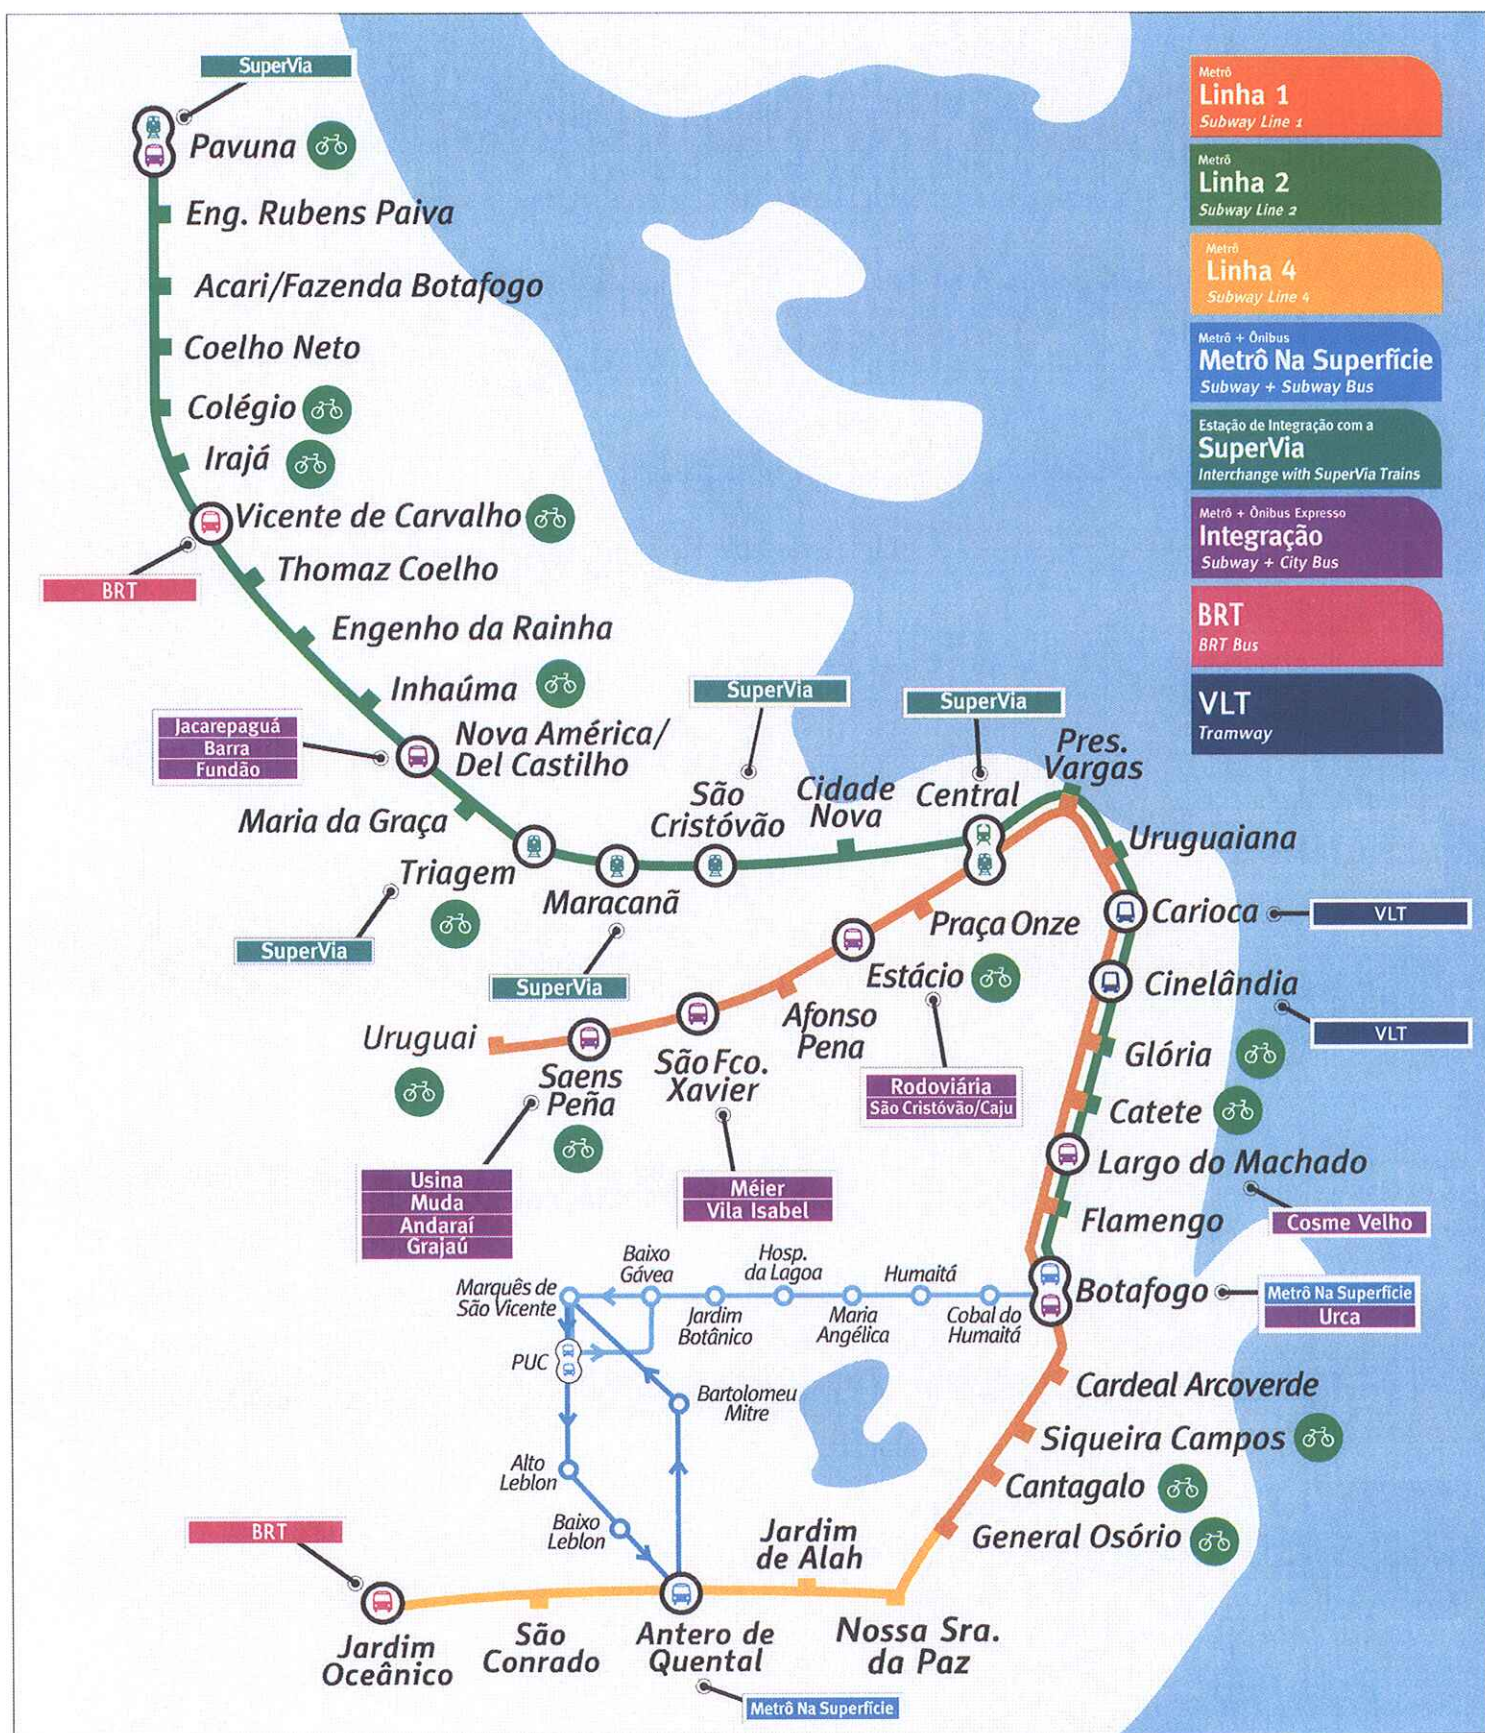 SuperVia
Pavuna
Eng. Rubens Paiva
Acari/Fazenda Botafogo
Coelho Neto
Colégio
Irajá
Vicente de Carvalho
BRT
Thomaz Coelho
Engenho da Rainha
Inhaúma
Jacarepaguá
Barra
Fundão
Nova América/
Del Castilho
Maria da Graça
Triagem
SuperVia
Maracanã
SuperVia
SuperVia
São
Cristóvão
Cidade
Nova
SuperVia
Central
Pres.
Vargas
Uruguaiana
Carioca
VLT
Cinelândia
VLT
Praça Onze
Estácio
Rodoviária
São Cristóvão/Caju
Afonso
Pena
São Fco.
Xavier
Méier
Vila Isabel
Saens
Peña
Usina
Muda
Andaraí
Grajaú
Uruguai
Glória
Catete
Largo do Machado
Cosme Velho
Flamengo
Botafogo
Metrô Na Superfície
Urca
Cobal do
Humaitá
Humaitá
Maria
Angélica
Hosp.
da Lagoa
Jardim
Botânico
Baixo
Gávea
Marquês de
São Vicente
PUC
Bartolomeu
Mitre
Alto
Leblon
Baixo
Leblon
Cardeal Arcoverde
Siqueira Campos
Cantagalo
General Osório
Nossa Sra.
da Paz
Jardim
de Alah
Antero de
Quental
Metrô Na Superfície
São
Conrado
Jardim
Oceânico
BRT
Metrô
Linha 1
Subway Line 1
Metrô
Linha 2
Subway Line 2
Metrô
Linha 4
Subway Line 4
Metrô + Ônibus
Metrô Na Superfície
Subway + Subway Bus
Estação de Integração com a
SuperVia
Interchange with SuperVia Trains
Metrô + Ônibus Expresso
Integração
Subway + City Bus
BRT
BRT Bus
VLT
Tramway